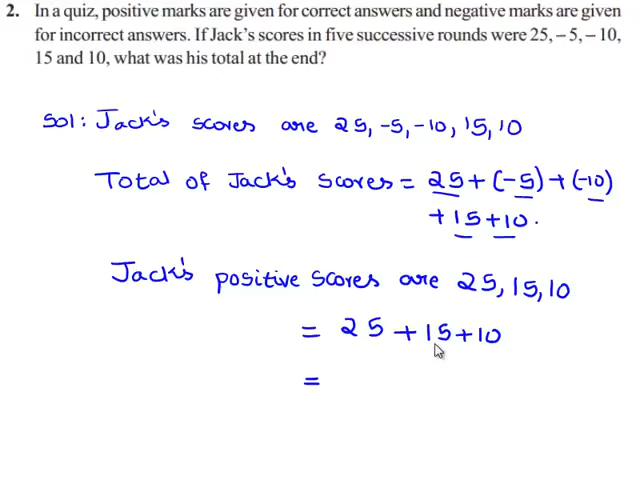 2. In a quiz, positive marks are given for correct answers and negative marks are given
for incorrect answers. If Jack's scores in five successive rounds were 25, – 5, – 10,
15 and 10, what was his total at the end?
Sol: Jack's scores are 25, -5, -10, 15, 10
Total of Jack's scores = 25 + (-5) + (-10)
+ 15 + 10.
Jack's positive scores are 25, 15, 10
= 25 + 15 + 10
=